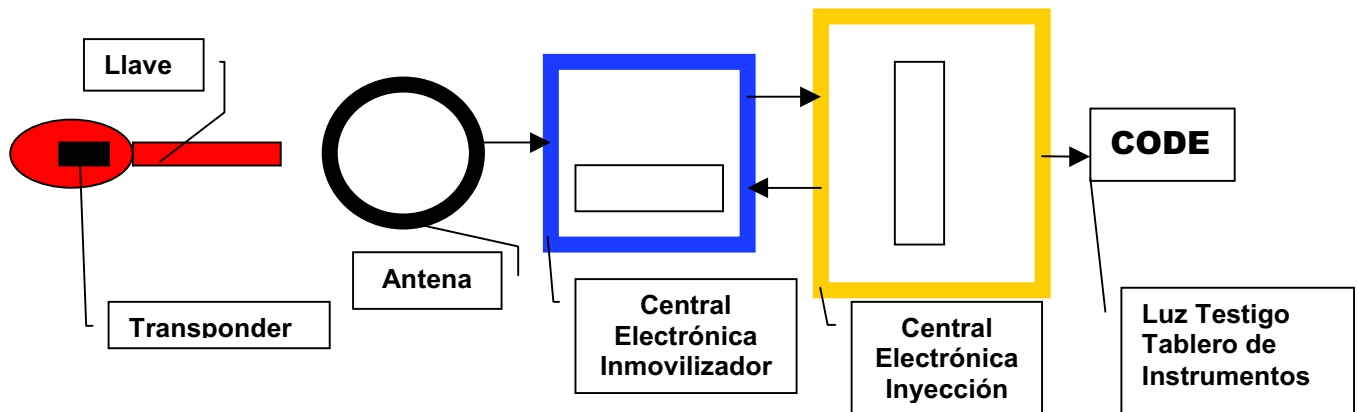 Llave
CODE
Antena
Transponder
Central
Electrónica
Inmovilizador
Central
Electrónica
Inyección
Luz Testigo
Tablero de
Instrumentos